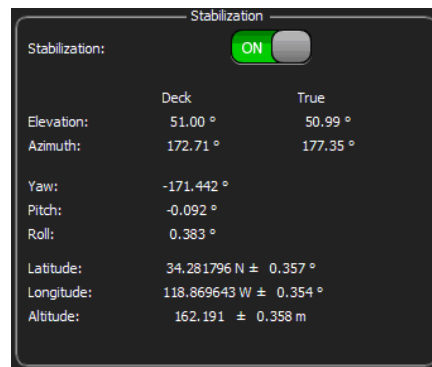 Stabilization
Stabilization: ON
Deck True
Elevation: 51.00 ° 50.99 °
Azimuth: 172.71 ° 177.35 °
Yaw: -171.442 °
Pitch: -0.092 °
Roll: 0.383 °
Latitude: 34.281796 N ± 0.357 °
Longitude: 118.869643 W ± 0.354 °
Altitude: 162.191 ± 0.358 m